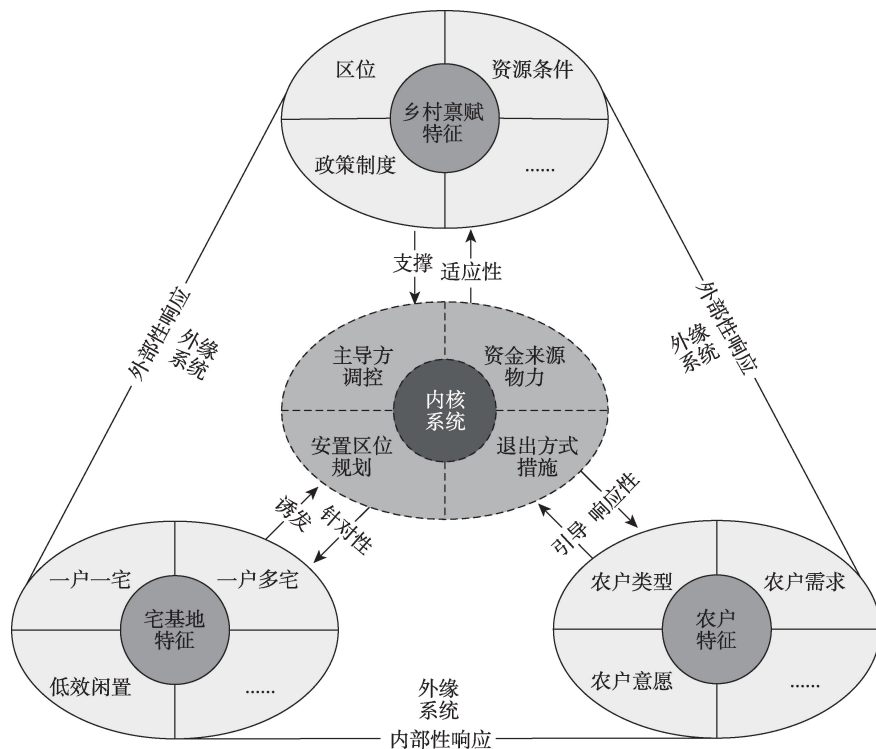 区位
资源条件
乡村禀赋
特征
政策制度
......
支撑
适应性
外部性响应
外缘
系统
外部性响应
外缘
系统
主导方
调控
资金来源
物力
内核
系统
安置区位
规划
退出方式
措施
诱发
针对性
引导
响应性
一户一宅
一户多宅
宅基地
特征
低效闲置
......
农户类型
农户需求
农户
特征
农户意愿
......
外缘
系统
内部性响应